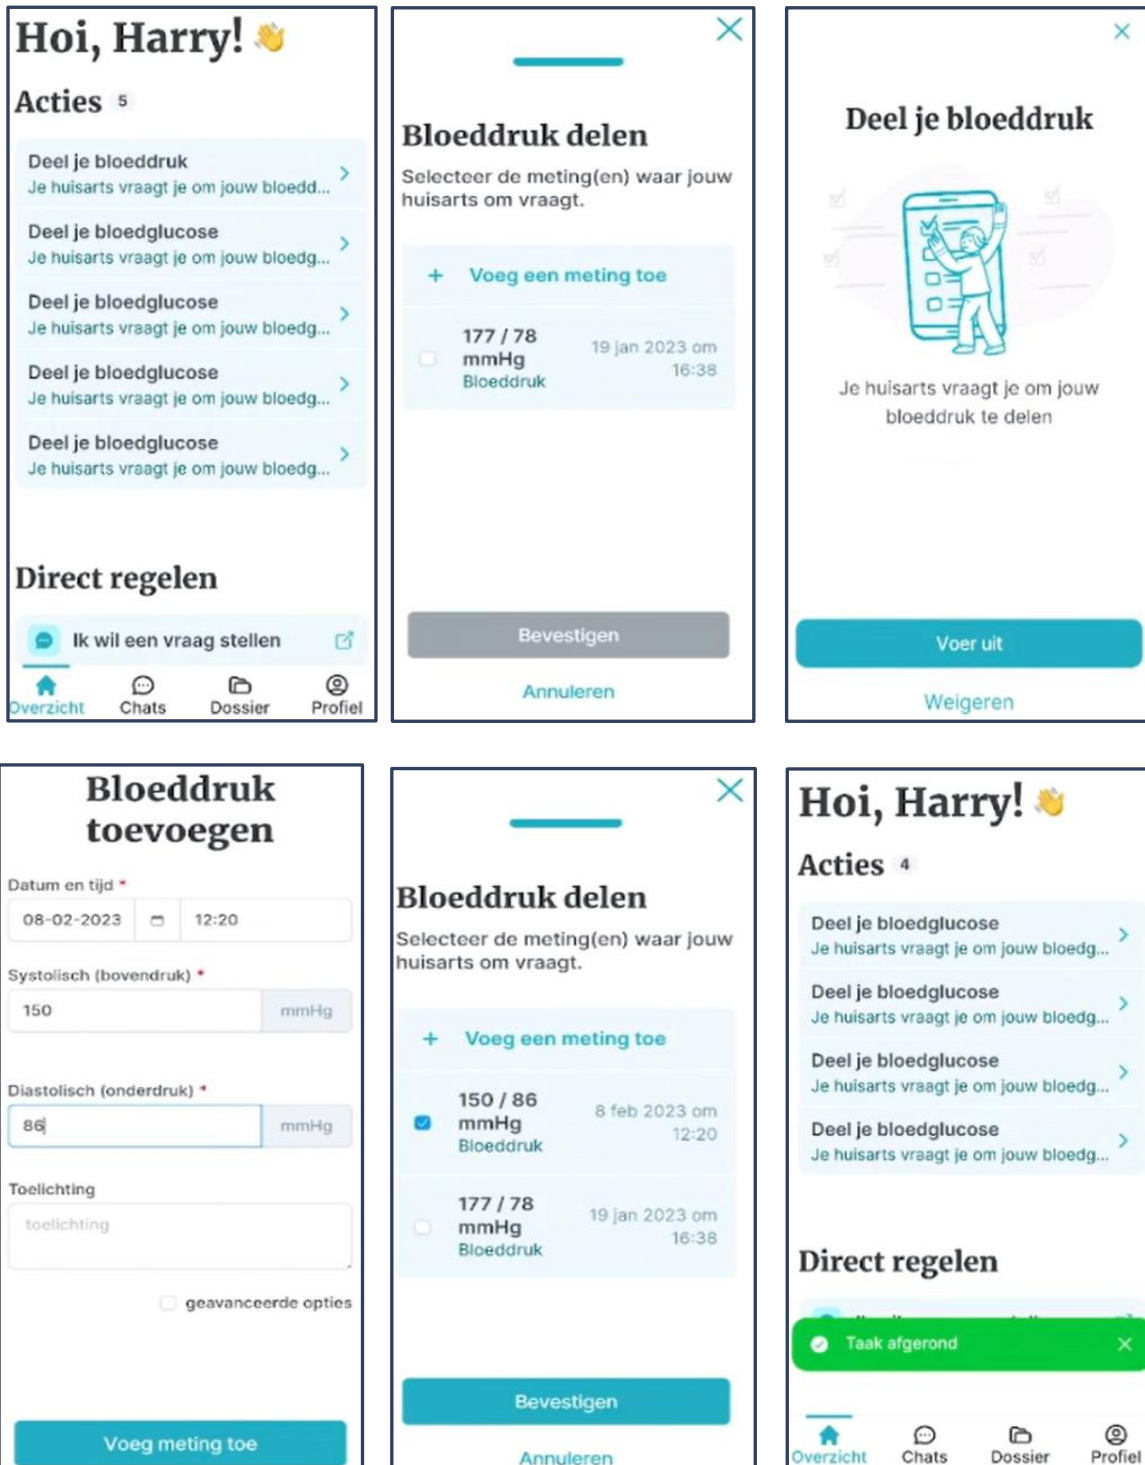 Hoi, Harry! 👋
Acties 5
Deel je bloeddruk
Je huisarts vraagt je om jouw bloedd...
Deel je bloedglucose
Je huisarts vraagt je om jouw bloedg...
Deel je bloedglucose
Je huisarts vraagt je om jouw bloedg...
Deel je bloedglucose
Je huisarts vraagt je om jouw bloedg...
Deel je bloedglucose
Je huisarts vraagt je om jouw bloedg...
Direct regelen
Ik wil een vraag stellen
Overzicht Chats Dossier Profiel
Bloeddruk delen
Selecteer de meting(en) waar jouw
huisarts om vraagt.
+ Voeg een meting toe
177 / 78
mmHg
Bloeddruk
19 jan 2023 om
16:38
Bevestigen
Annuleren
Deel je bloeddruk
Je huisarts vraagt je om jouw
bloeddruk te delen
Voer uit
Weigeren
Bloeddruk
toevoegen
Datum en tijd *
08-02-2023 12:20
Systolisch (bovendruk) *
150 mmHg
Diastolisch (onderdruk) *
86 mmHg
Toelichting
toelichting
geavanceerde opties
Voeg meting toe
Bloeddruk delen
Selecteer de meting(en) waar jouw
huisarts om vraagt.
+ Voeg een meting toe
150 / 86
mmHg
Bloeddruk
8 feb 2023 om
12:20
177 / 78
mmHg
Bloeddruk
19 jan 2023 om
16:38
Bevestigen
Annuleren
Hoi, Harry! 👋
Acties 4
Deel je bloedglucose
Je huisarts vraagt je om jouw bloedg...
Deel je bloedglucose
Je huisarts vraagt je om jouw bloedg...
Deel je bloedglucose
Je huisarts vraagt je om jouw bloedg...
Deel je bloedglucose
Je huisarts vraagt je om jouw bloedg...
Direct regelen
Taak afgerond
Overzicht Chats Dossier Profiel